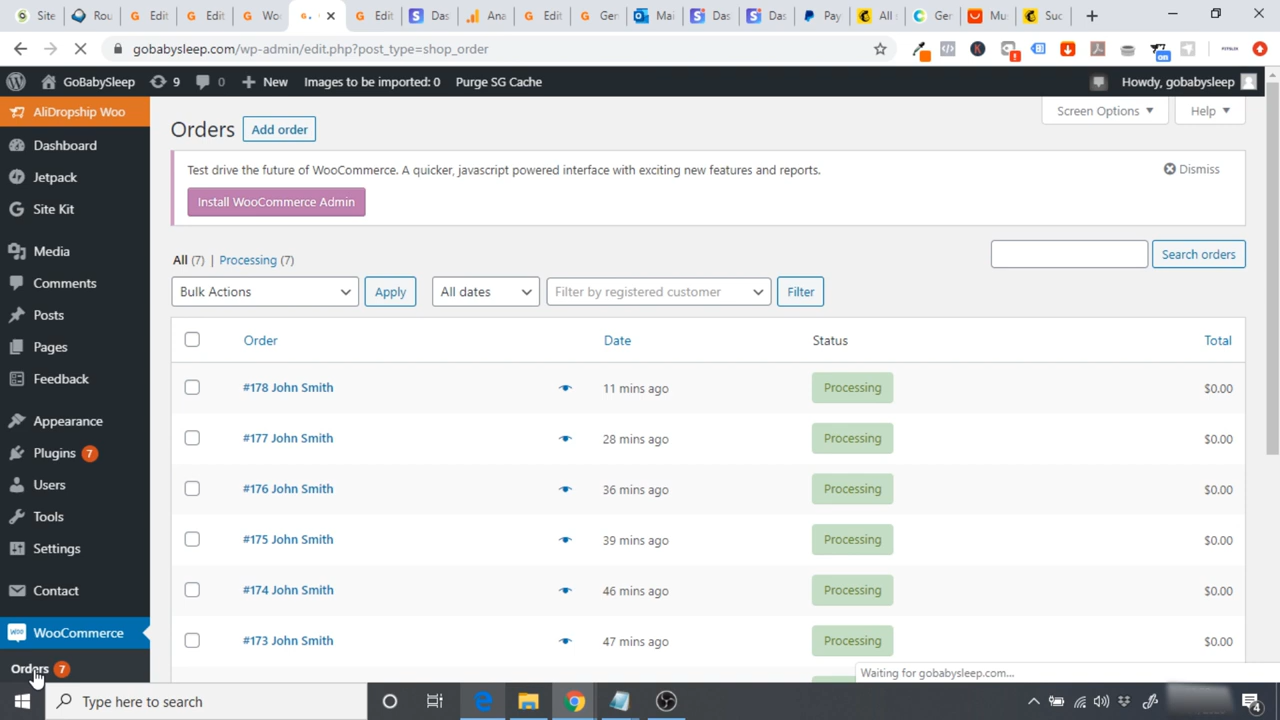 Site
Rou
Edit
Edit
Woo
G.
Edit
Das
Ana
Edit
Ger
Mai
Das
Das
Pay
All s
Ger
Mu
Suc
gobabysleep.com/wp-admin/edit.php?post_type=shop_order
on
GoBabySleep
9
0
New
Images to be imported: 0
Purge SG Cache
Howdy, gobabysleep
AliDropship Woo
Dashboard
Jetpack
Site Kit
Media
Comments
Posts
Pages
Feedback
Appearance
Plugins 7
Users
Tools
Settings
Contact
WooCommerce
Orders 7
Screen Options
Help
Orders
Add order
Test drive the future of WooCommerce. A quicker, javascript powered interface with exciting new features and reports.
Dismiss
Install WooCommerce Admin
All (7) | Processing (7)
Search orders
Bulk Actions
Apply
All dates
Filter by registered customer
Filter
Order Date Status Total
#178 John Smith 11 mins ago Processing $0.00
#177 John Smith 28 mins ago Processing $0.00
#176 John Smith 36 mins ago Processing $0.00
#175 John Smith 39 mins ago Processing $0.00
#174 John Smith 46 mins ago Processing $0.00
#173 John Smith 47 mins ago Processing $0.00
Waiting for gobabysleep.com...
Type here to search
4